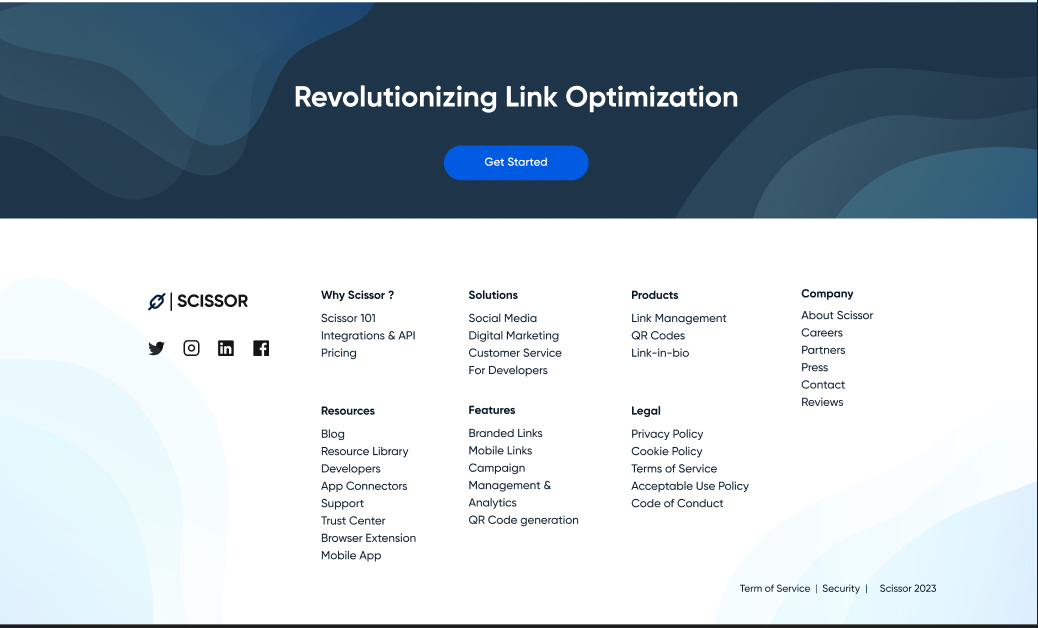 Revolutionizing Link Optimization
Get Started
| SCISSOR
Why Scissor ?
Scissor 101
Integrations & API
Pricing
Solutions
Social Media
Digital Marketing
Customer Service
For Developers
Products
Link Management
QR Codes
Link-in-bio
Company
About Scissor
Careers
Partners
Press
Contact
Reviews
Resources
Blog
Resource Library
Developers
App Connectors
Support
Trust Center
Browser Extension
Mobile App
Features
Branded Links
Mobile Links
Campaign
Management &
Analytics
QR Code generation
Legal
Privacy Policy
Cookie Policy
Terms of Service
Acceptable Use Policy
Code of Conduct
Term of Service | Security | Scissor 2023